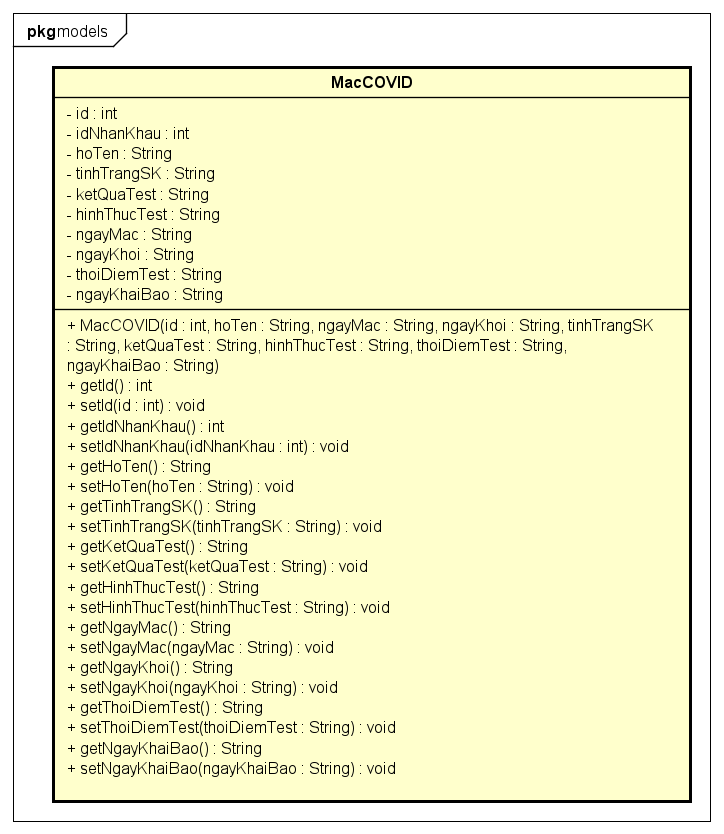 pkg models
MacCOVID
- id : int
- idNhanKhau : int
- hoTen : String
- tinhTrangSK : String
- ketQuaTest : String
- hinhThucTest : String
- ngayMac : String
- ngayKhoi : String
- thoiDiemTest : String
- ngayKhaiBao : String
+ MacCOVID(id : int, hoTen : String, ngayMac : String, ngayKhoi : String, tinhTrangSK
: String, ketQuaTest : String, hinhThucTest : String, thoiDiemTest : String,
ngayKhaiBao : String)
+ getId() : int
+ setId(id : int) : void
+ getIdNhanKhau() : int
+ setIdNhanKhau(idNhanKhau : int) : void
+ getHoTen() : String
+ setHoTen(hoTen : String) : void
+ getTinhTrangSK() : String
+ setTinhTrangSK(tinhTrangSK : String) : void
+ getKetQuaTest() : String
+ setKetQuaTest(ketQuaTest : String) : void
+ getHinhThucTest() : String
+ setHinhThucTest(hinhThucTest : String) : void
+ getNgayMac() : String
+ setNgayMac(ngayMac : String) : void
+ getNgayKhoi() : String
+ setNgayKhoi(ngayKhoi : String) : void
+ getThoiDiemTest() : String
+ setThoiDiemTest(thoiDiemTest : String) : void
+ getNgayKhaiBao() : String
+ setNgayKhaiBao(ngayKhaiBao : String) : void